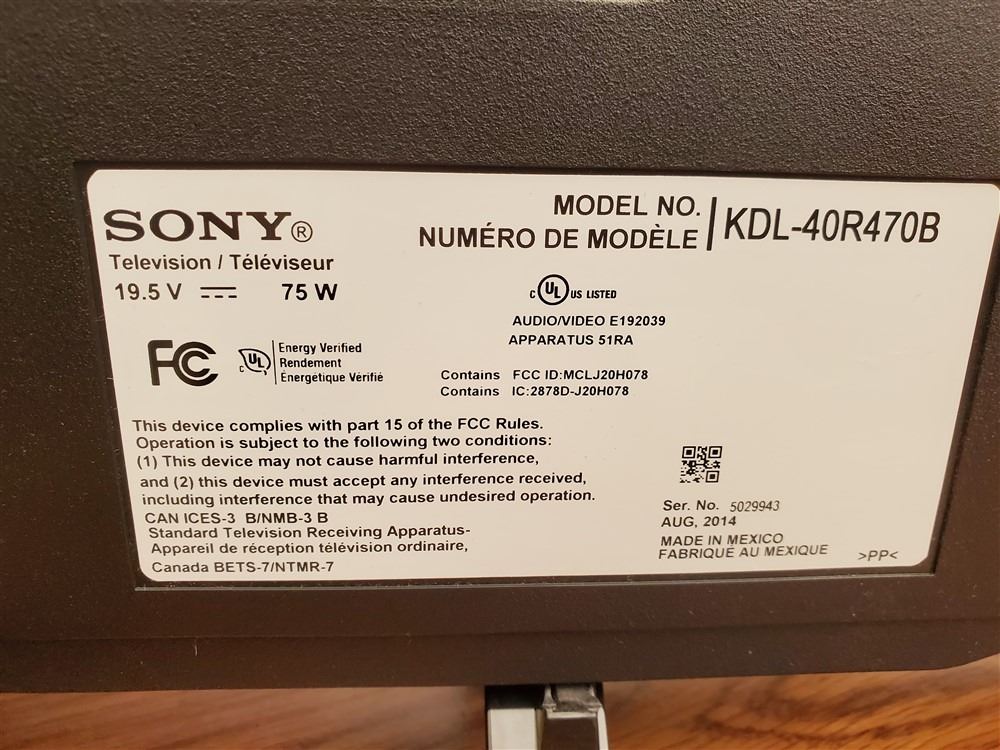 SONY®
Television / Téléviseur
19.5 V 75 W
MODEL NO.
NUMÉRO DE MODÈLE
KDL-40R470B
C UL US LISTED
AUDIO/VIDEO E192039
APPARATUS 51RA
FC
C UL
Energy Verified
Rendement
Énergétique Vérifié
Contains FCC ID:MCLJ20H078
Contains IC:2878D-J20H078
This device complies with part 15 of the FCC Rules.
Operation is subject to the following two conditions:
(1) This device may not cause harmful interference,
and (2) this device must accept any interference received,
including interference that may cause undesired operation.
CAN ICES-3 B/NMB-3 B
Standard Television Receiving Apparatus-
Appareil de réception télévision ordinaire,
Canada BETS-7/NTMR-7
Ser. No. 5029943
AUG, 2014
MADE IN MEXICO
FABRIQUÉ AU MEXIQUE
>PP<